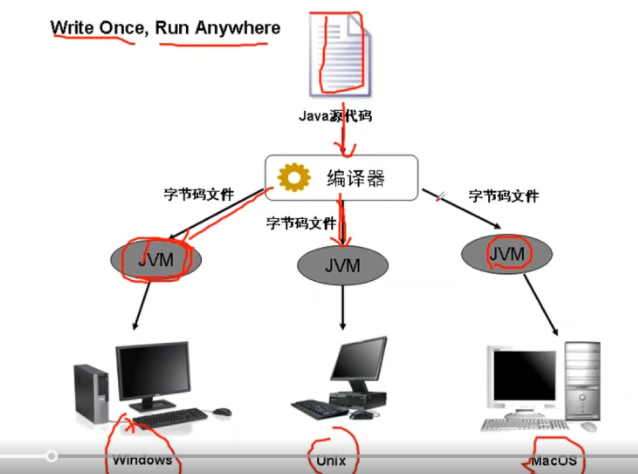 Write Once, Run Anywhere
Java源代码
编译器
字节码文件
字节码文件
字节码文件
JVM
JVM
JVM
Windows
Unix
MacOS